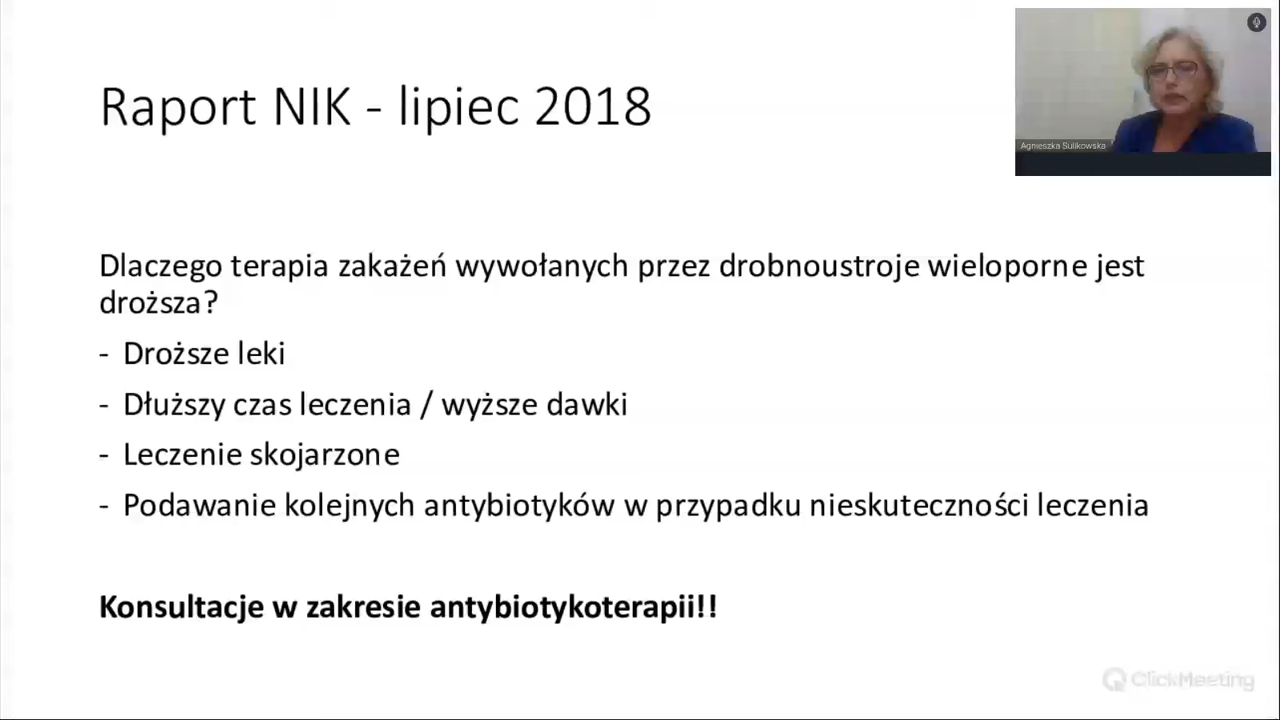 Raport NIK - lipiec 2018
Agnieszka Sulikowska
Dlaczego terapia zakażeń wywołanych przez drobnoustroje wieloporne jest
droższa?
- Droższe leki
- Dłuższy czas leczenia / wyższe dawki
- Leczenie skojarzone
- Podawanie kolejnych antybiotyków w przypadku nieskuteczności leczenia
Konsultacje w zakresie antybiotykoterapii!!
ClickMeeting